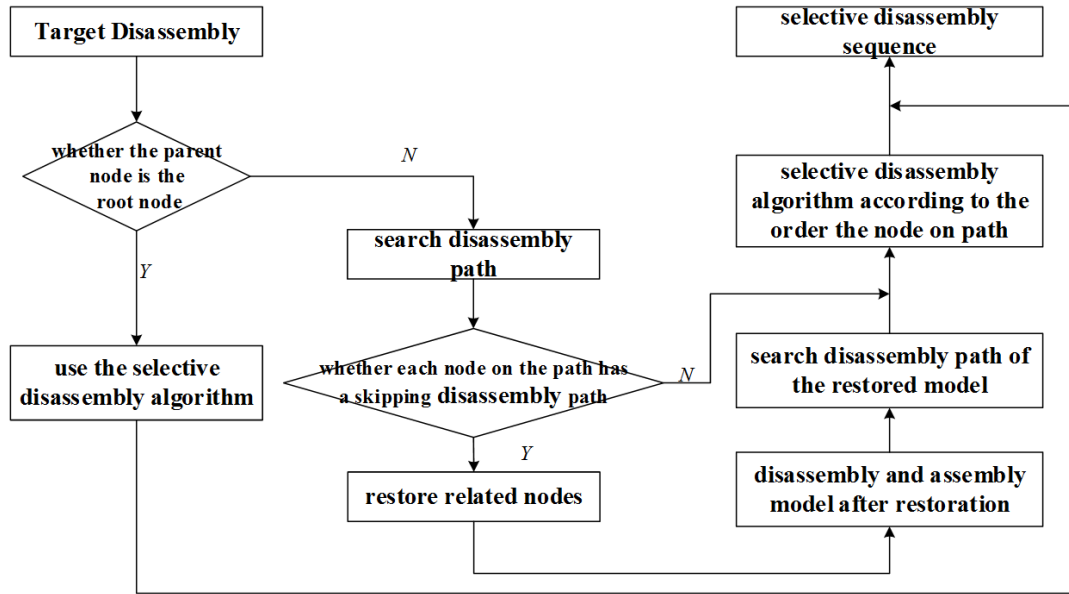 Target Disassembly
whether the parent
node is the
root node
N
Y
use the selective
disassembly algorithm
search disassembly
path
whether each node on the path has
a skipping disassembly path
N
Y
restore related nodes
disassembly and assembly
model after restoration
search disassembly path of
the restored model
selective disassembly
algorithm according to the
order the node on path
selective disassembly
sequence